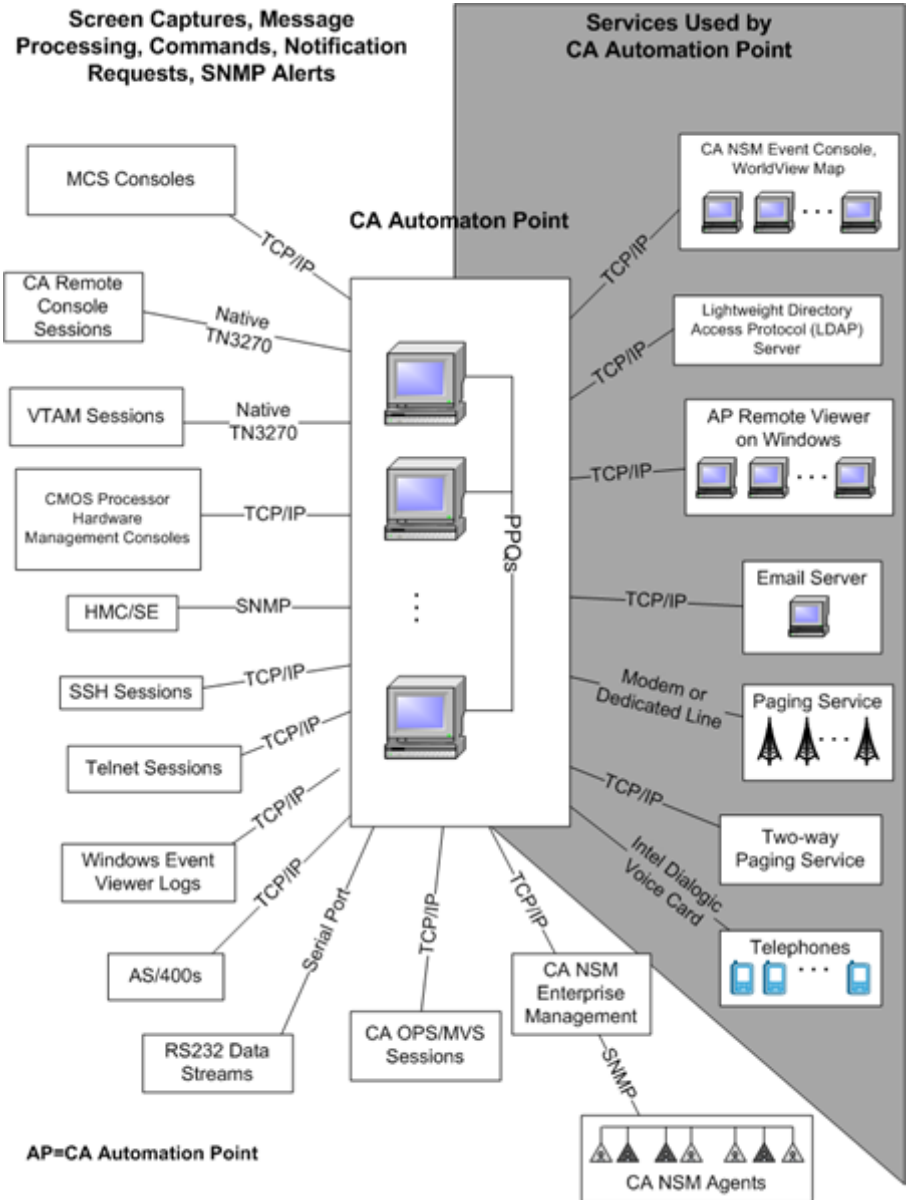 Screen Captures, Message
Processing, Commands, Notification
Requests, SNMP Alerts
Services Used by
CA Automation Point
MCS Consoles
TCP/IP
CA Remote
Console
Sessions
Native
TN3270
VTAM Sessions
Native
TN3270
CMOS Processor
Hardware
Management Consoles
TCP/IP
HMC/SE
SNMP
SSH Sessions
TCP/IP
Telnet Sessions
TCP/IP
Windows Event
Viewer Logs
TCP/IP
AS/400s
TCP/IP
RS232 Data
Streams
Serial Port
CA OPS/MVS
Sessions
TCP/IP
CA NSM
Enterprise
Management
TCP/IP
SNMP
CA NSM Agents
CA Automaton Point
PPQs
CA NSM Event Console,
WorldView Map
TCP/IP
Lightweight Directory
Access Protocol (LDAP)
Server
TCP/IP
AP Remote Viewer
on Windows
TCP/IP
Email Server
TCP/IP
Paging Service
Modem or
Dedicated Line
Two-way
Paging Service
TCP/IP
Telephones
Intel Dialogic
Voice Card
AP=CA Automation Point